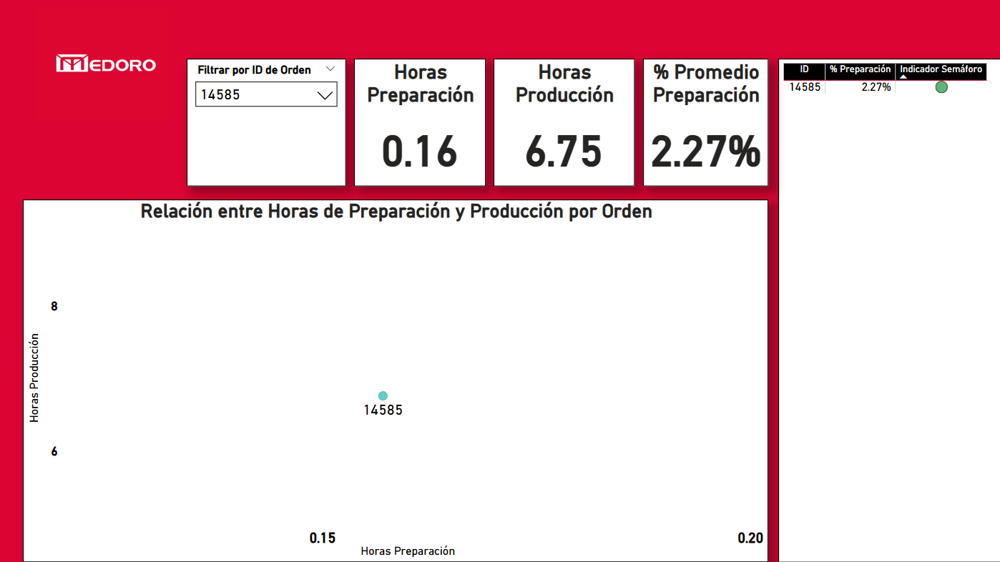 MEDORO
Filtrar por ID de Orden
14585
Horas
Preparación
0.16
Horas
Producción
6.75
% Promedio
Preparación
2.27%
ID % Preparación Indicador Semáforo
14585 2.27%
Relación entre Horas de Preparación y Producción por Orden
8
Horas Producción
14585
6
0.15 0.20
Horas Preparación